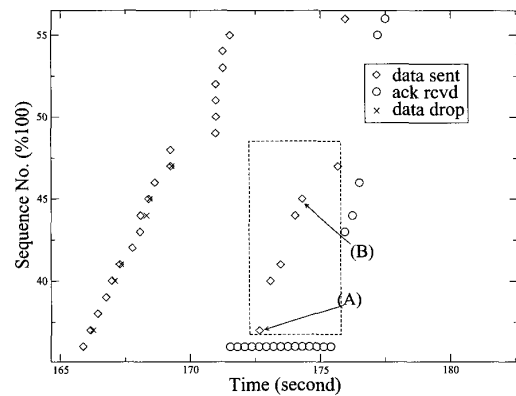 55
50
45
40
Sequence No. (%100)
data sent
ack rcvd
data drop
(B)
(A)
165
170
175
180
Time (second)